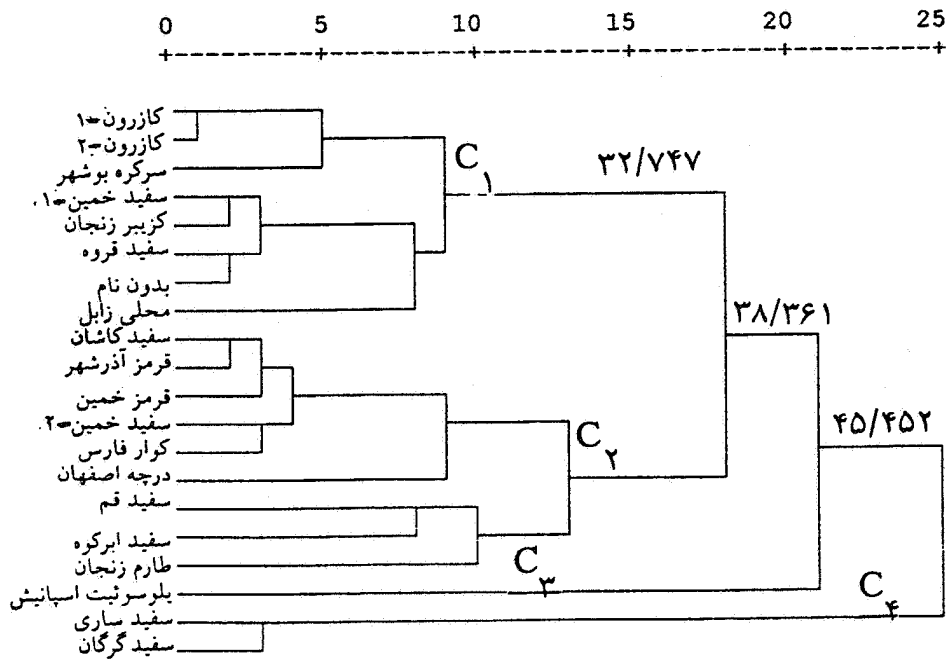 0 5 10 15 20 25
کازرون-۱
کازرون-۲
سرکره بوشهر
سفید خمین-۱
کزیبر زنجان
سفید قروه
بدون نام
محلی زابل
سفید کاشان
قرمز آذرشهر
قرمز خمین
سفید خمین-۲
کوار فارس
درچه اصفهان
سفید قم
سفید ابرکوه
طارم زنجان
یلوسوئیت اسپانیش
سفید ساری
سفید گرگان
C۱
۳۲/۷۴۷
۳۸/۳۶۱
۴۵/۴۵۲
C۲
C۳
C۴